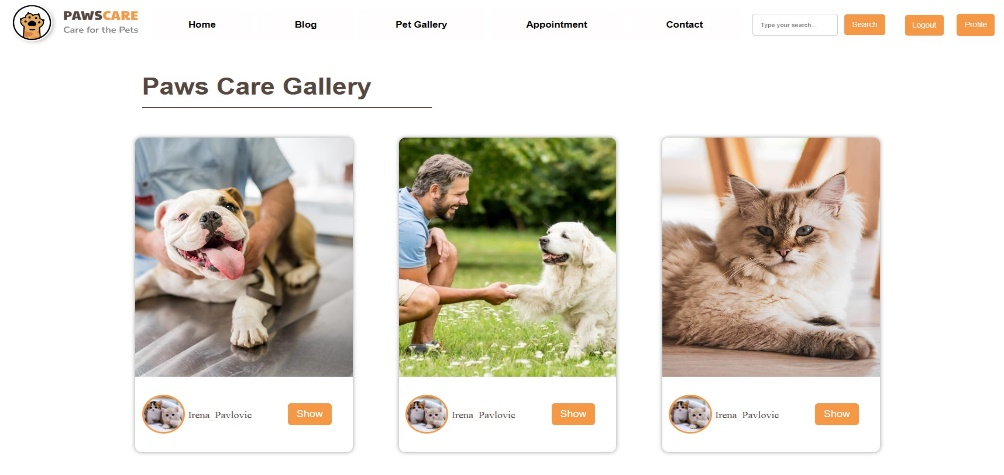 PAWSCARE
Care for the Pets
Home
Blog
Pet Gallery
Appointment
Contact
Type your search...
Search
Logout
Profile
Paws Care Gallery
Irena_Pavlovic
Show
Irena_Pavlovic
Show
Irena_Pavlovic
Show